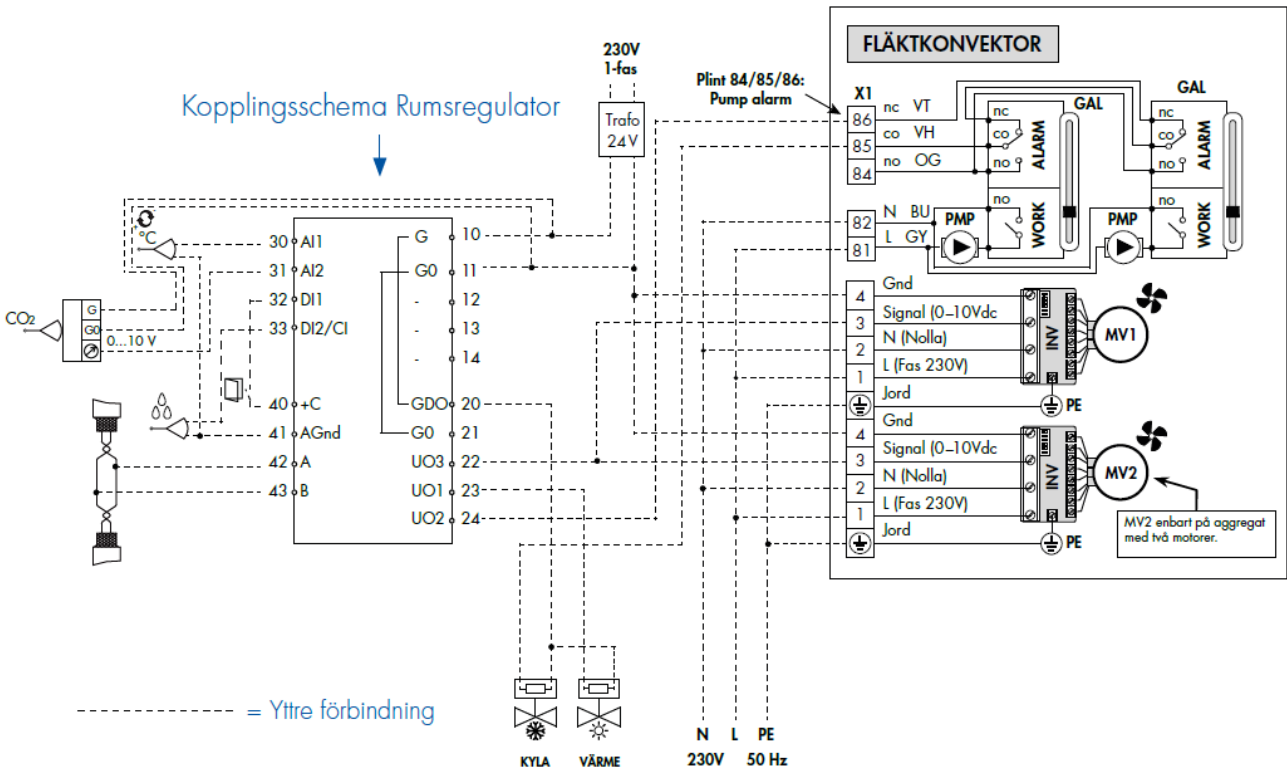 Kopplingsschema Rumsregulator
230V
1-fas
Trafo
24V
Plint 84/85/86:
Pump alarm
FLÄKTKONVEKTOR
X1
86 nc VT
85 co VH
84 no OG
82 N BU
81 L GY
GAL
nc
co
no
ALARM
no
WORK
PMP
GAL
nc
co
no
ALARM
no
WORK
PMP
4 Gnd
3 Signal (0–10Vdc
2 N (Nolla)
1 L (Fas 230V)
Jord
INV
MV1
PE
4 Gnd
3 Signal (0–10Vdc
2 N (Nolla)
1 L (Fas 230V)
Jord
INV
MV2
PE
MV2 enbart på aggregat
med två motorer.
°C
CO2
G
G0
0...10 V
30 AI1
31 AI2
32 DI1
33 DI2/CI
40 +C
41 AGnd
42 A
43 B
G 10
G0 11
- 12
- 13
- 14
GDO 20
G0 21
UO3 22
UO1 23
UO2 24
= Yttre förbindning
KYLA
VÄRME
N L PE
230V 50 Hz